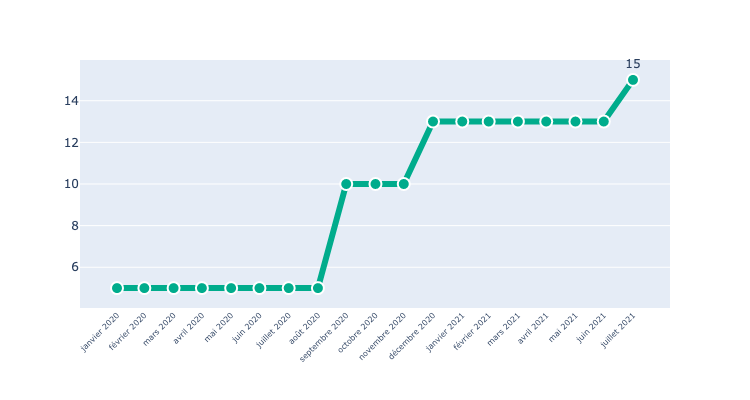 15
14
12
10
8
6
janvier 2020
février 2020
mars 2020
avril 2020
mai 2020
juin 2020
juillet 2020
août 2020
septembre 2020
octobre 2020
novembre 2020
décembre 2020
janvier 2021
février 2021
mars 2021
avril 2021
mai 2021
juin 2021
juillet 2021